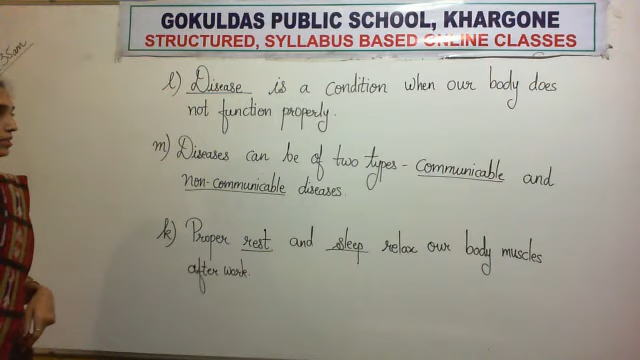 GOKULDAS PUBLIC SCHOOL, KHARGONE
STRUCTURED, SYLLABUS BASED ONLINE CLASSES
l) Disease is a condition when our body does
not function properly.
m) Diseases can be of two types - Communicable and
Non-communicable diseases.
k) Proper rest and sleep relax our body muscles
after work.